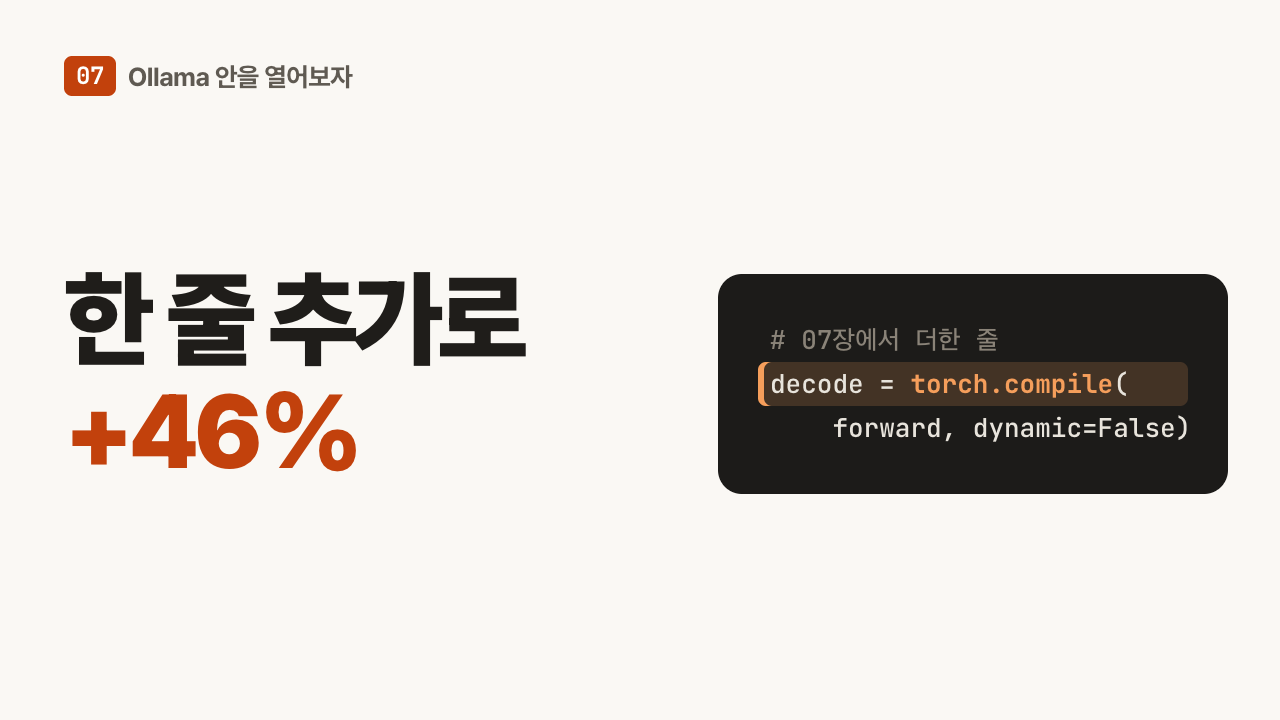 07 Ollama 안을 열어보자
한 줄 추가로
+46%
# 07장에서 더한 줄
decode = torch.compile(
forward, dynamic=False)